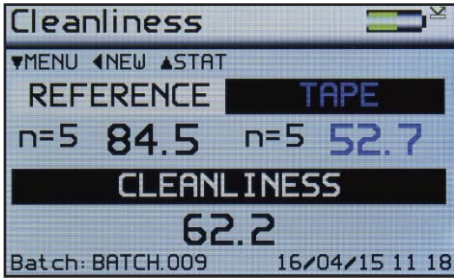 Cleanliness
▼MENU ◀NEW ▲STAT
REFERENCE TAPE
n=5 84.5 n=5 52.7
CLEANLINESS
62.2
Batch: BATCH.009 16/04/15 11 18